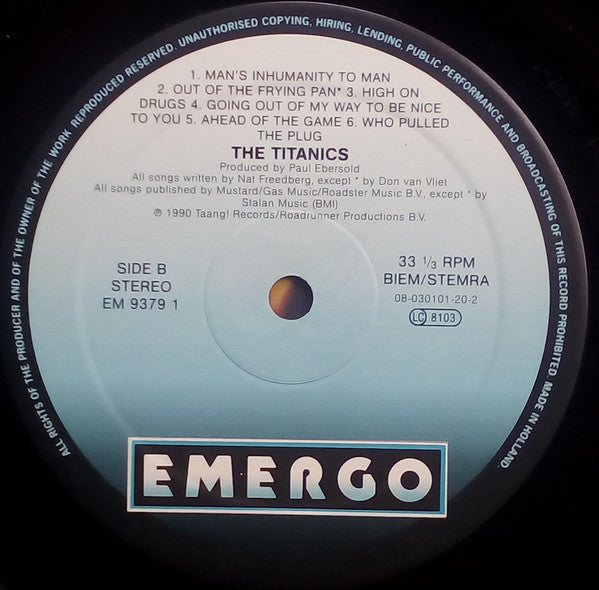 ALL RIGHTS OF THE PRODUCER AND OF THE OWNER OF THE WORK REPRODUCED RESERVED. UNAUTHORISED COPYING, HIRING, LENDING, PUBLIC PERFORMANCE AND BROADCASTING OF THIS RECORD PROHIBITED. MADE IN HOLLAND.
1. MAN'S INHUMANITY TO MAN
2. OUT OF THE FRYING PAN* 3. HIGH ON
DRUGS 4. GOING OUT OF MY WAY TO BE NICE
TO YOU 5. AHEAD OF THE GAME 6. WHO PULLED
THE PLUG
THE TITANICS
Produced by Paul Ebersold
All songs written by Nat Freedberg, except * by Don van Vliet
All songs published by Mustard/Gas Music/Roadster Music B.V., except * by
Stalan Music (BMI)
℗ 1990 Taang! Records/Roadrunner Productions B.V.
SIDE B
STEREO
EM 9379 1
33 1/3 RPM
BIEM/STEMRA
08-030101-20-2
LC 8103
EMERGO